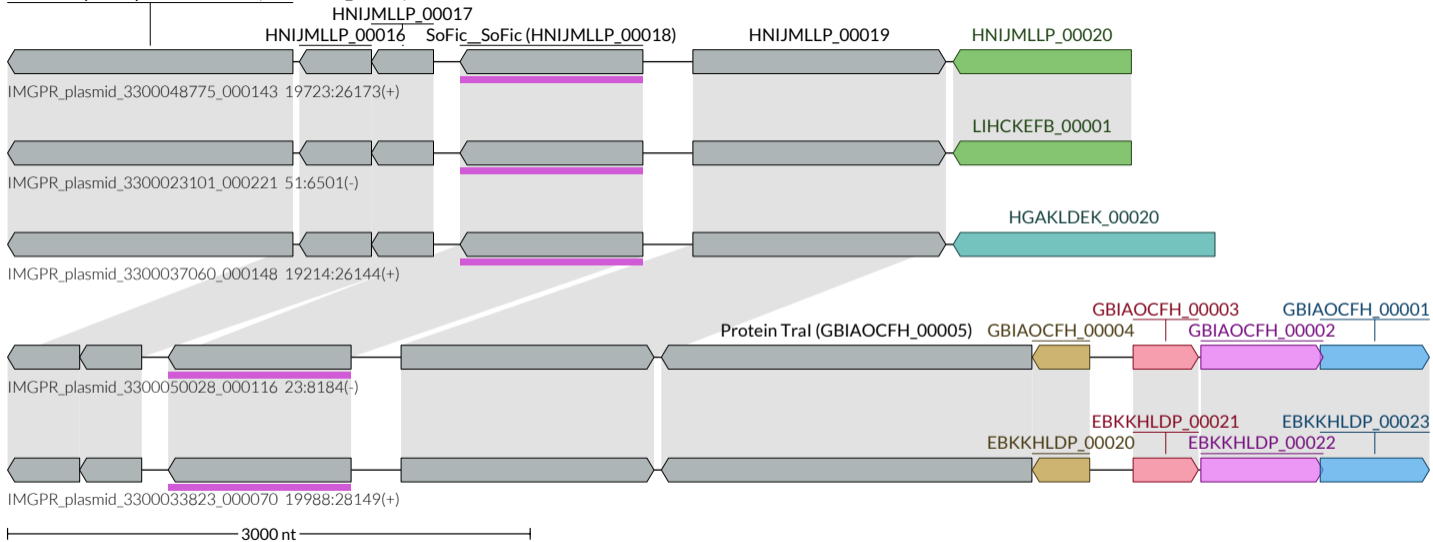 HNIJMLLP_00017
HNIJMLLP_00016 SoFic__SoFic (HNIJMLLP_00018) HNIJMLLP_00019 HNIJMLLP_00020
IMGPR_plasmid_3300048775_000143 19723:26173(+)
LIHCKEFB_00001
IMGPR_plasmid_3300023101_000221 51:6501(-)
HGAKLDEK_00020
IMGPR_plasmid_3300037060_000148 19214:26144(+)
GBIAOCFH_00003 GBIAOCFH_00001
Protein TraI (GBIAOCFH_00005) GBIAOCFH_00004 GBIAOCFH_00002
IMGPR_plasmid_3300050028_000116 23:8184(-)
EBKKHLDP_00021 EBKKHLDP_00023
EBKKHLDP_00020 EBKKHLDP_00022
IMGPR_plasmid_3300033823_000070 19988:28149(+)
3000 nt